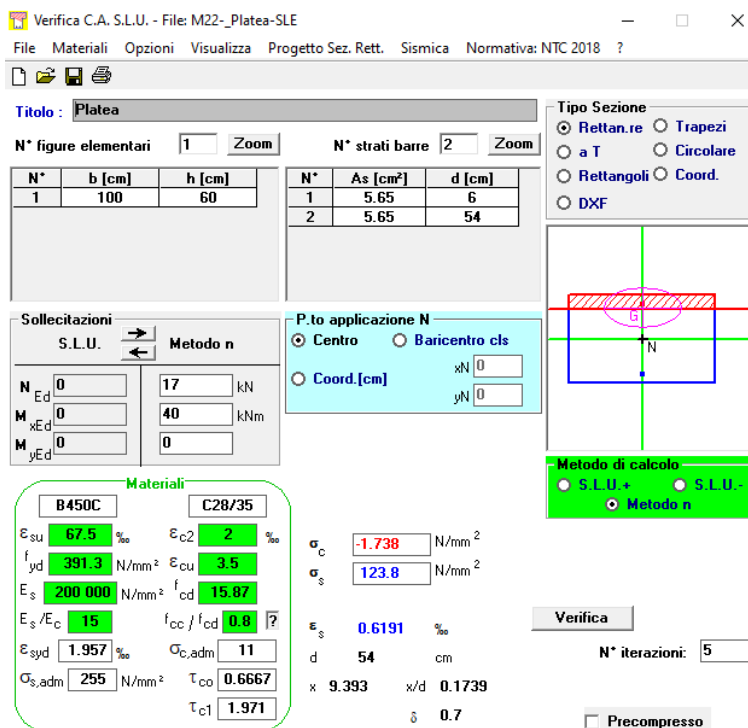 Verifica C.A. S.L.U. - File: M22-_Platea-SLE
File Materiali Opzioni Visualizza Progetto Sez. Rett. Sismica Normativa: NTC 2018 ?
Titolo : Platea
N* figure elementari 1 Zoom N* strati barre 2 Zoom
N* b [cm] h [cm]
1 100 60
N* As [cm²] d [cm]
1 5.65 6
2 5.65 54
Tipo Sezione
Rettan.re Trapezi
a T Circolare
Rettangoli Coord.
DXF
G
N
Sollecitazioni
S.L.U. Metodo n
N Ed 0 17 kN
M xEd 0 40 kNm
M yEd 0 0
P.to applicazione N
Centro Baricentro cls
Coord.[cm] xN 0
yN 0
Metodo di calcolo
S.L.U.+ S.L.U.-
Metodo n
Materiali
B450C C28/35
εsu 67.5 ‰ εc2 2 ‰
fyd 391.3 N/mm² εcu 3.5
Es 200 000 N/mm² fcd 15.87
Es/Ec 15 fcc / fcd 0.8 ?
εsyd 1.957 ‰ σc,adm 11
σs,adm 255 N/mm² τco 0.6667
τc1 1.971
σc -1.738 N/mm²
σs 123.8 N/mm²
εs 0.6191 ‰
d 54 cm
x 9.393 x/d 0.1739
δ 0.7
Verifica
N* iterazioni: 5
Precompresso